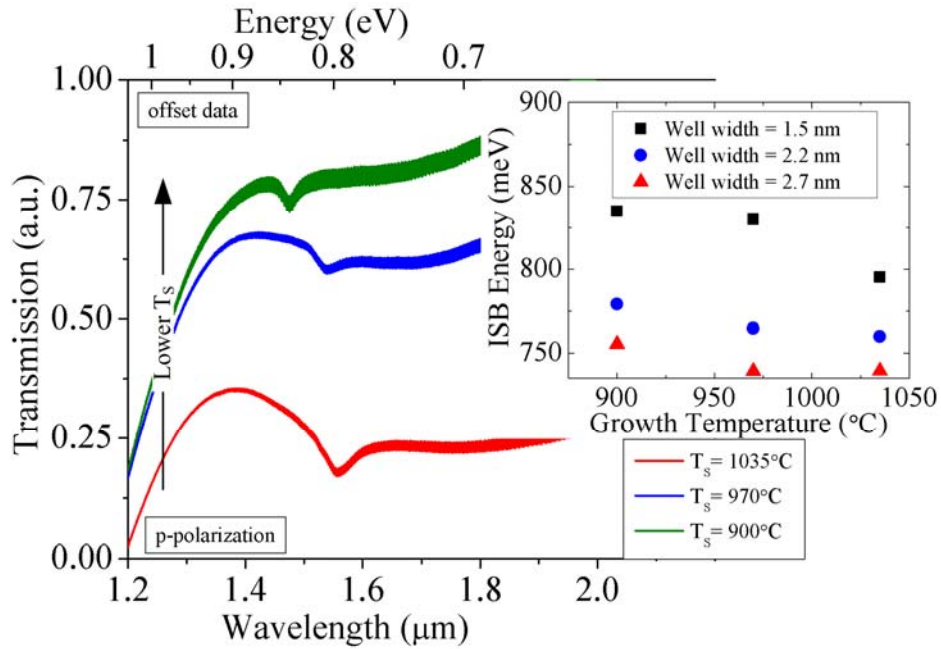 Energy (eV)
1 0.9 0.8 0.7
1.00
0.75
0.50
0.25
0.00
Transmission (a.u.)
offset data
Lower T_S
p-polarization
1.2 1.4 1.6 1.8 2.0
Wavelength (μm)
900
850
800
750
ISB Energy (meV)
Well width = 1.5 nm
Well width = 2.2 nm
Well width = 2.7 nm
900 950 1000 1050
Growth Temperature (°C)
T_S= 1035°C
T_S= 970°C
T_S= 900°C